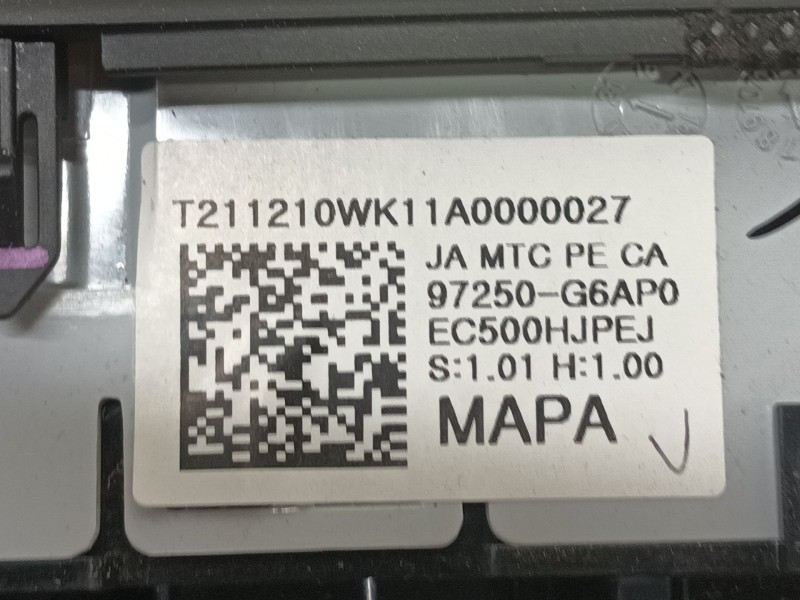 T211210WK11A0000027
JA MTC PE CA
97250-G6AP0
EC500HJPEJ
S:1.01 H:1.00
MAPA